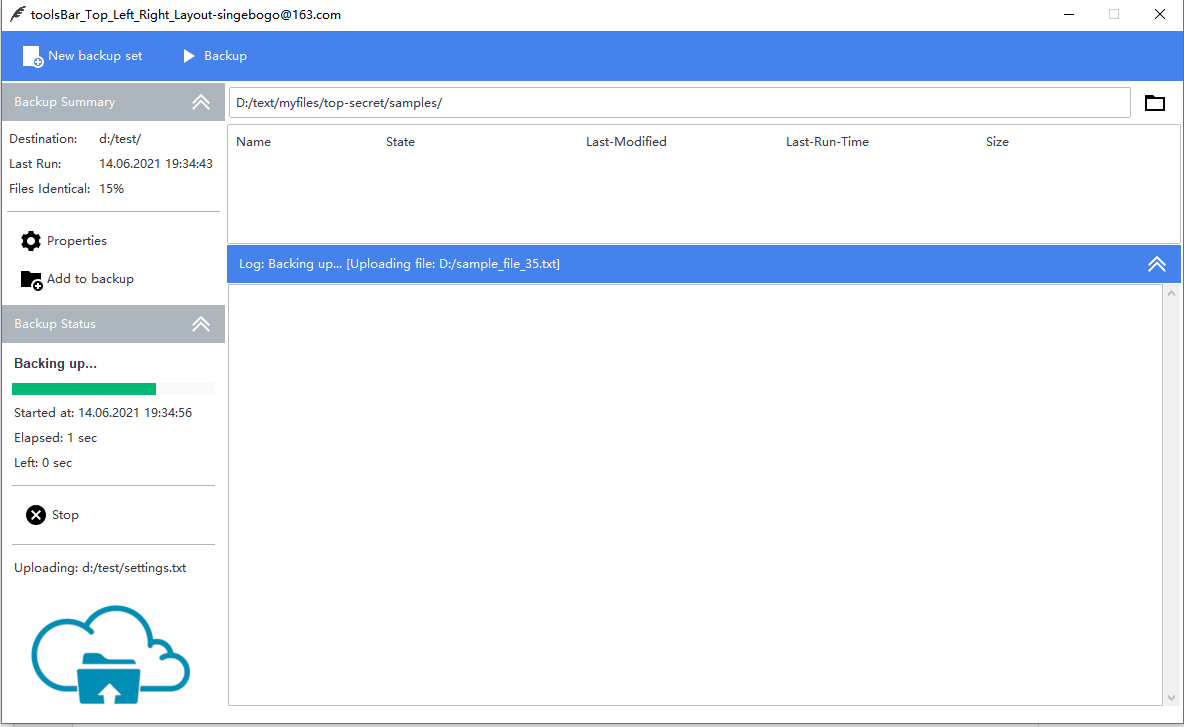 toolsBar_Top_Left_Right_Layout-singebogo@163.com
New backup set Backup
Backup Summary
Destination: d:/test/
Last Run: 14.06.2021 19:34:43
Files Identical: 15%
Properties
Add to backup
Backup Status
Backing up...
Started at: 14.06.2021 19:34:56
Elapsed: 1 sec
Left: 0 sec
Stop
Uploading: d:/test/settings.txt
D:/text/myfiles/top-secret/samples/
Name State Last-Modified Last-Run-Time Size
Log: Backing up... [Uploading file: D:/sample_file_35.txt]